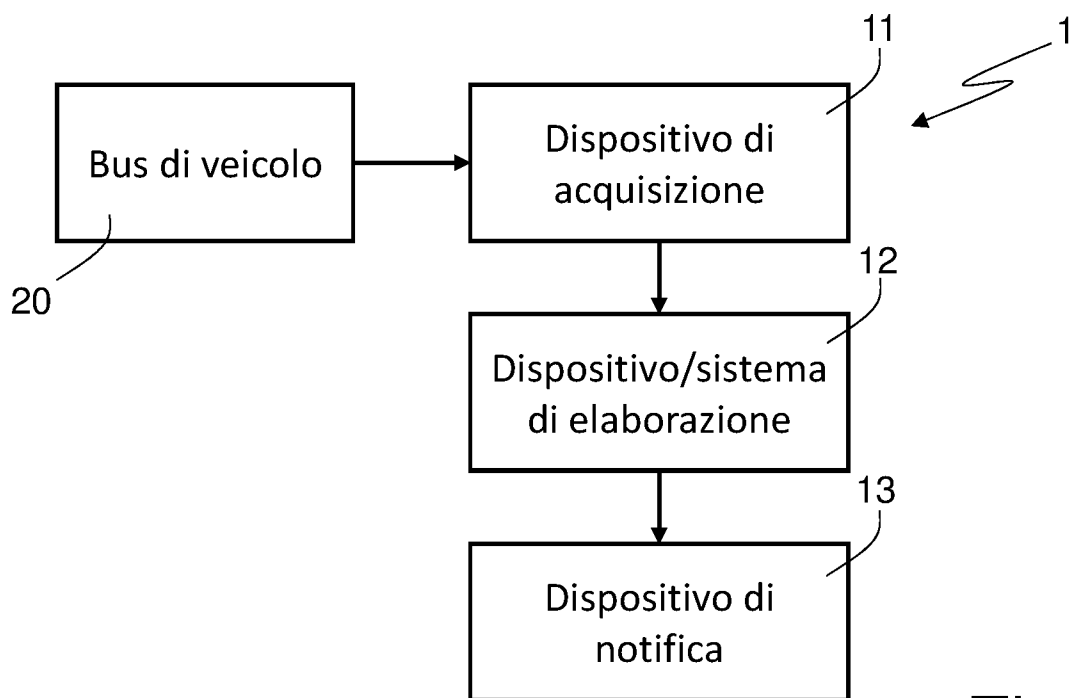 11
1
Bus di veicolo
Dispositivo di
acquisizione
20
12
Dispositivo/sistema
di elaborazione
13
Dispositivo di
notifica